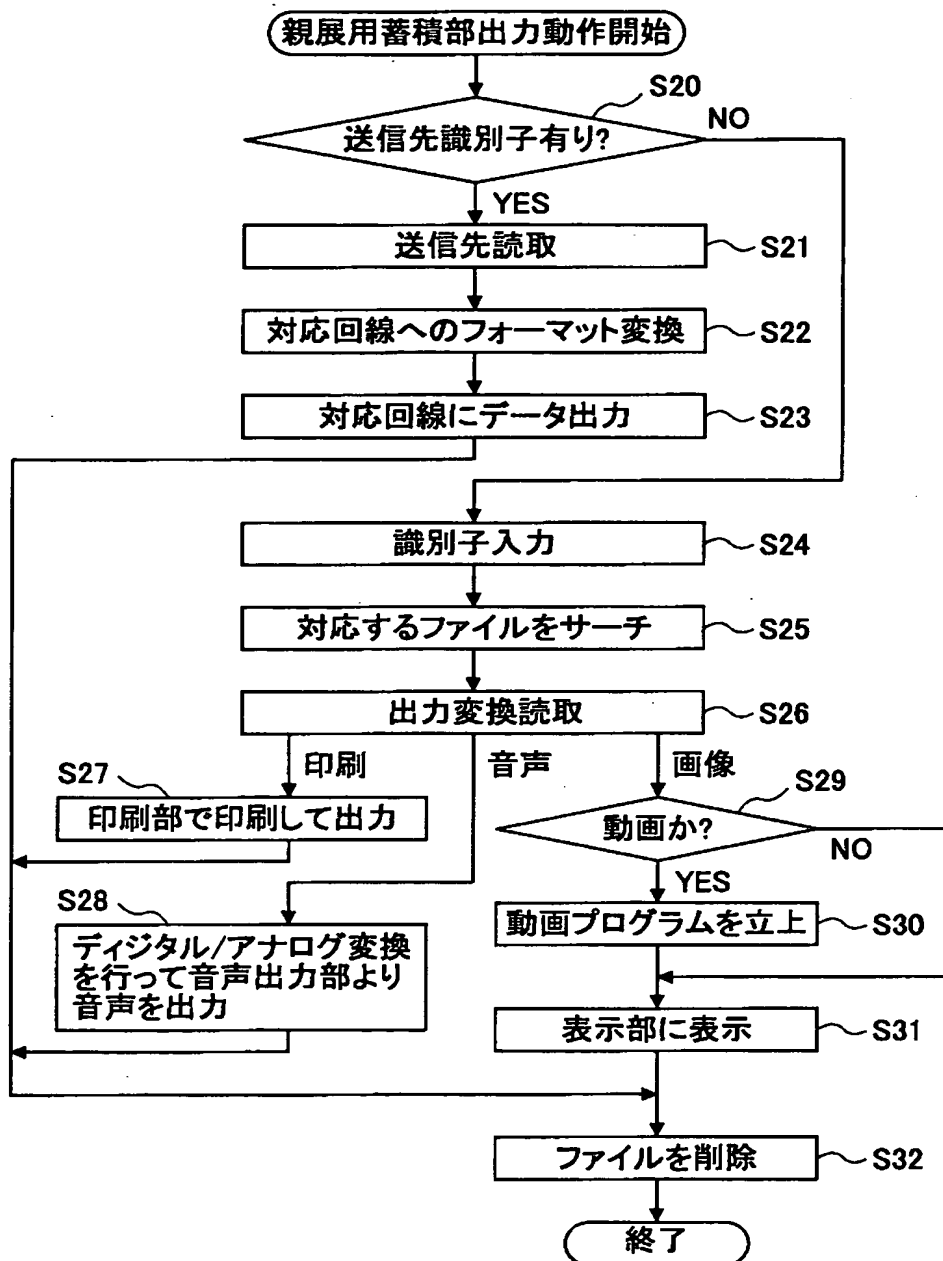 親展用蓄積部出力動作開始
S20
送信先識別子有り?
NO
YES
送信先読取
S21
対応回線へのフォーマット変換
S22
対応回線にデータ出力
S23
識別子入力
S24
対応するファイルをサーチ
S25
出力変換読取
S26
印刷
音声
画像
S27
印刷部で印刷して出力
S29
動画か?
NO
YES
S28
ディジタル/アナログ変換
を行って音声出力部より
音声を出力
動画プログラムを立上
S30
表示部に表示
S31
ファイルを削除
S32
終了